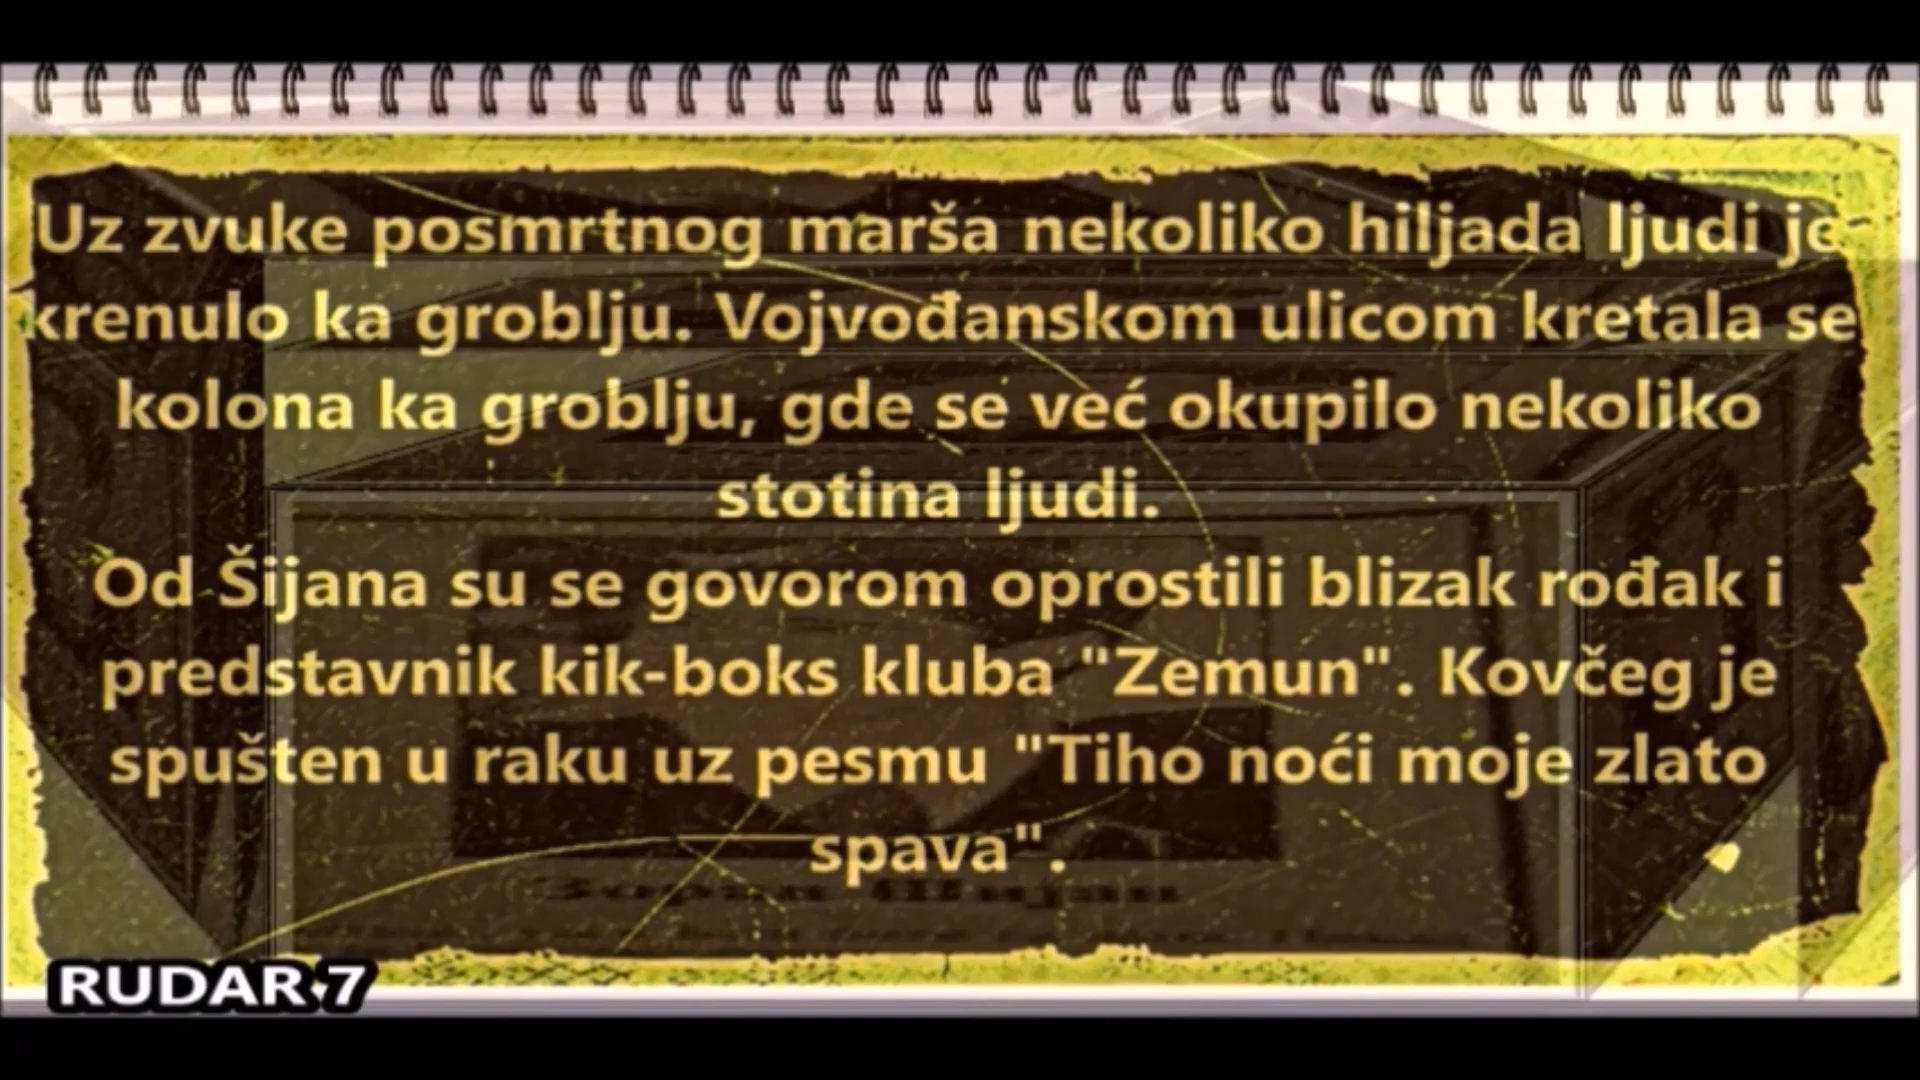 Uz zvuke posmrtnog marša nekoliko hiljada ljudi je
krenulo ka groblju. Vojvođanskom ulicom kretala se
kolona ka groblju, gde se već okupilo nekoliko
stotina ljudi.
Od Šijana su se govorom oprostili blizak rođak i
predstavnik kik-boks kluba "Zemun". Kovčeg je
spušten u raku uz pesmu "Tiho noći moje zlato
spava".
Зоран Шијан
RUDAR 7